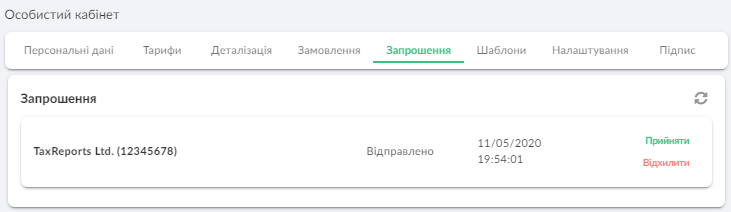 Особистий кабінет
Персональні дані Тарифи Деталізація Замовлення Запрошення Шаблони Налаштування Підпис
Запрошення
TaxReports Ltd. (12345678) Відправлено 11/05/2020 19:54:01 Прийняти Відхилити